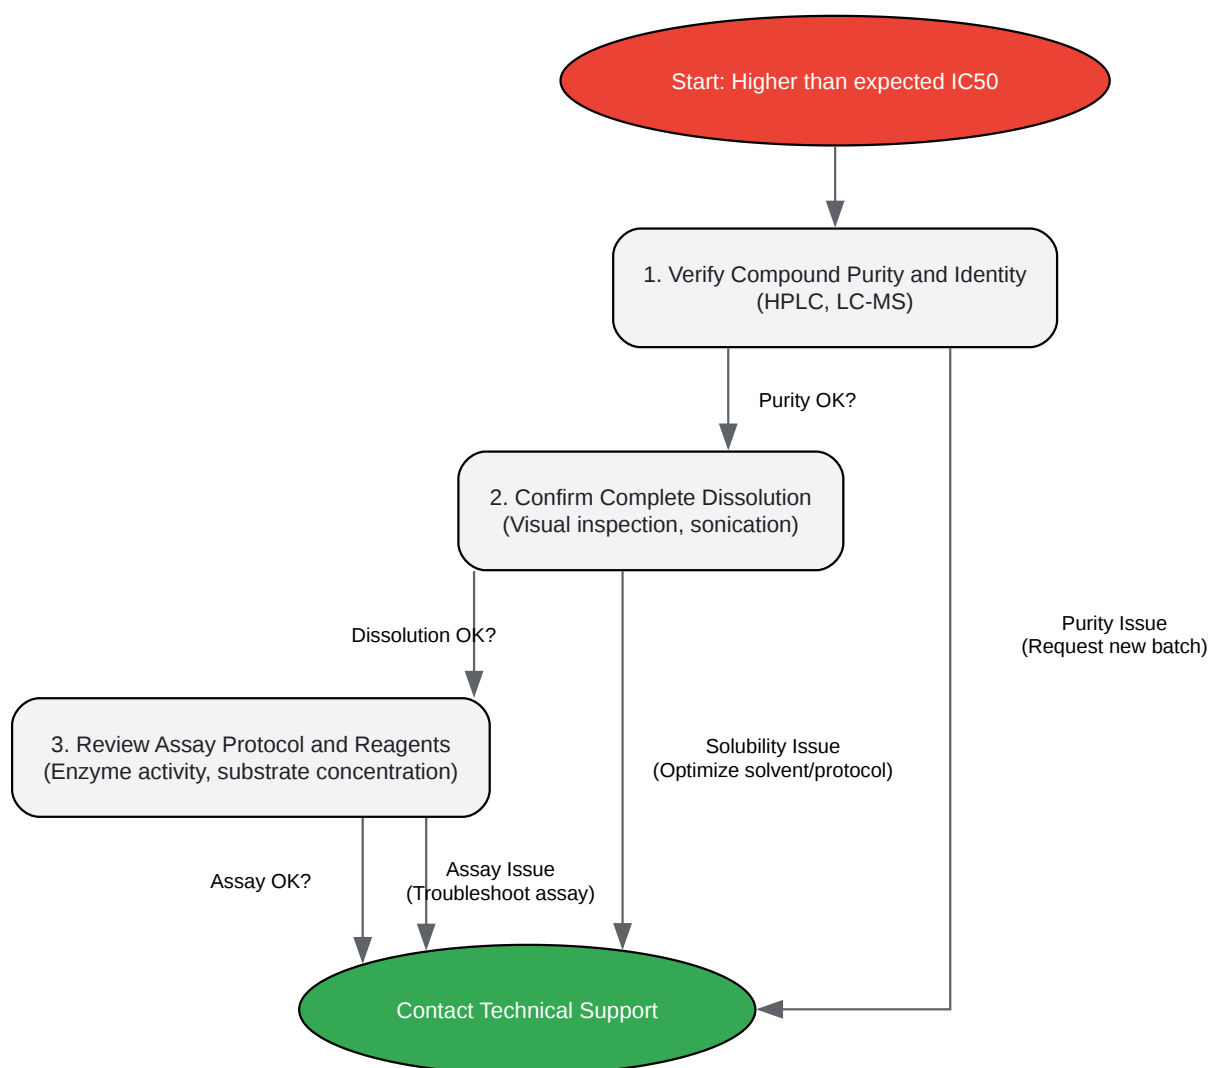 Start: Higher than expected IC50
1. Verify Compound Purity and Identity
(HPLC, LC-MS)
Purity OK?
2. Confirm Complete Dissolution
(Visual inspection, sonication)
Dissolution OK?
Purity Issue
(Request new batch)
3. Review Assay Protocol and Reagents
(Enzyme activity, substrate concentration)
Solubility Issue
(Optimize solvent/protocol)
Assay OK?
Assay Issue
(Troubleshoot assay)
Contact Technical Support